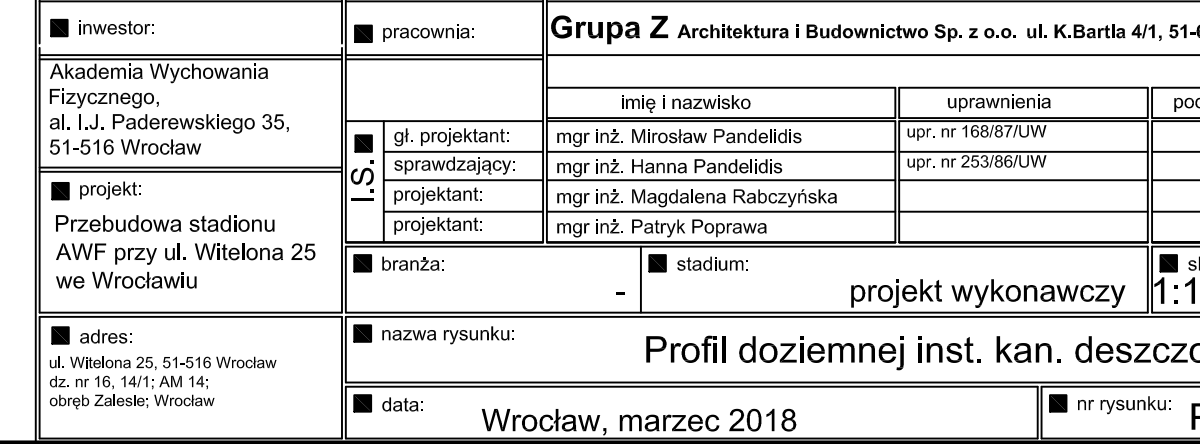 inwestor:
Akademia Wychowania
Fizycznego,
al. I.J. Paderewskiego 35,
51-516 Wrocław
projekt:
Przebudowa stadionu
AWF przy ul. Witelona 25
we Wrocławiu
adres:
ul. Witelona 25, 51-516 Wrocław
dz. nr 16, 14/1; AM 14;
obręb Zalesie; Wrocław
pracownia:
Grupa Z Architektura i Budownictwo Sp. z o.o. ul. K.Bartla 4/1,
imię i nazwisko uprawnienia
I.S.
gł. projektant: mgr inż. Mirosław Pandelidis upr. nr 168/87/UW
sprawdzający: mgr inż. Hanna Pandelidis upr. nr 253/86/UW
projektant: mgr inż. Magdalena Rabczyńska
projektant: mgr inż. Patryk Poprawa
branża: -
stadium: projekt wykonawczy
nazwa rysunku:
Profil doziemnej inst. kan.
data: Wrocław, marzec 2018
nr rysunku: